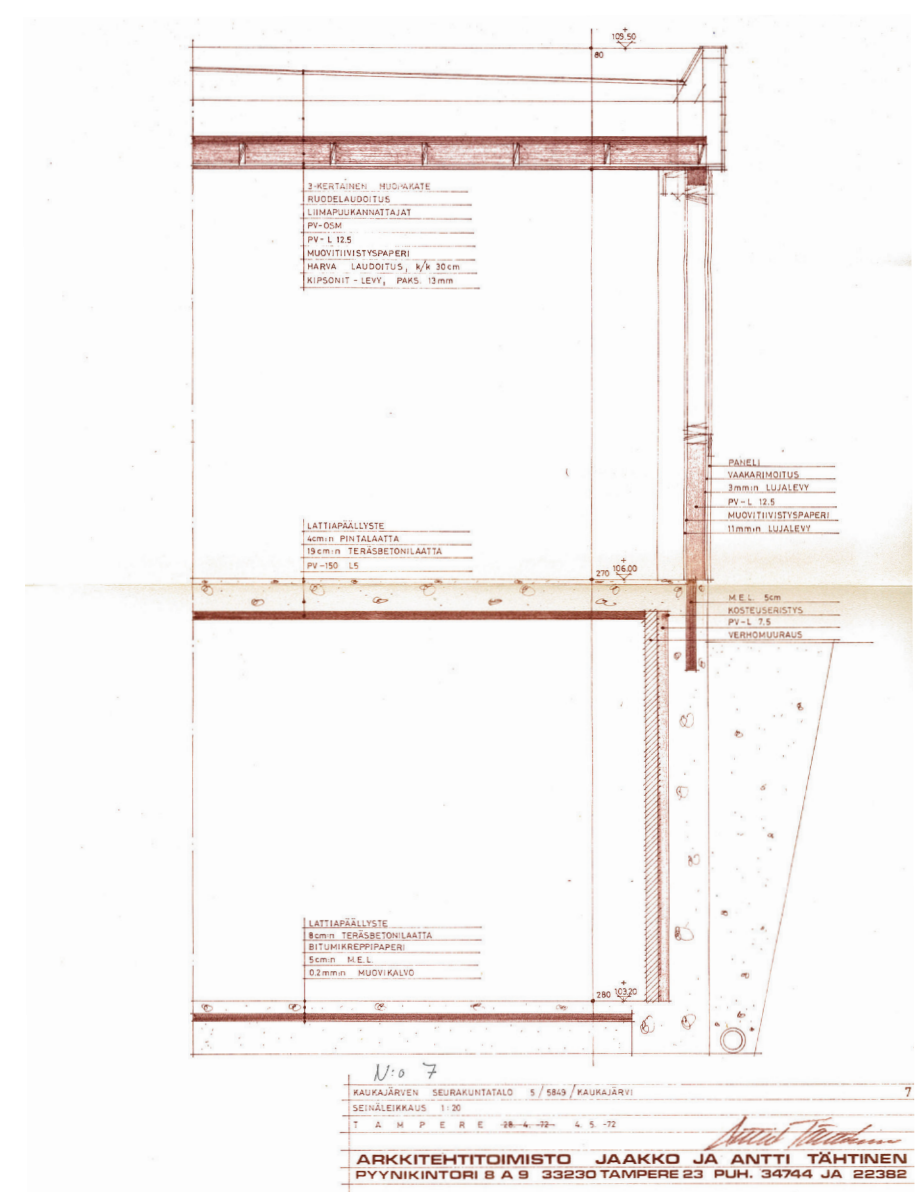 +
109.50
80
3-KERTAINEN HUOPAKATE
RUODELAUDOITUS
LIIMAPUUKANNATTAJAT
PV-OSM
PV-L 12.5
MUOVITIIVISTYSPAPERI
HARVA LAUDOITUS, k/k 30cm
KIPSONIT-LEVY, PAKS. 13mm
PANELI
VAAKARIMOITUS
3mm:n LUJALEVY
PV-L 12.5
MUOVITIIVISTYSPAPERI
11mm:n LUJALEVY
LATTIAPÄÄLLYSTE
4cm:n PINTALAATTA
19cm:n TERÄSBETONILAATTA
PV-150 L5
+
270 106.00
M.E.L. 5cm
KOSTEUSERISTYS
PV-L 7.5
VERHOMUURAUS
LATTIAPÄÄLLYSTE
8cm:n TERÄSBETONILAATTA
BITUMIKREPPIPAPERI
5cm:n M.E.L.
0.2mm:n MUOVIKALVO
+
280 103.20
N:o 7
KAUKAJÄRVEN SEURAKUNTATALO 5/5849/KAUKAJÄRVI 7
SEINÄLEIKKAUS 1:20
TAMPERE 28.4.-72 4.5.-72
Antti Tähtinen
ARKKITEHTITOIMISTO JAAKKO JA ANTTI TÄHTINEN
PYYNIKINTORI 8 A 9 33230 TAMPERE 23 PUH. 34744 JA 22382